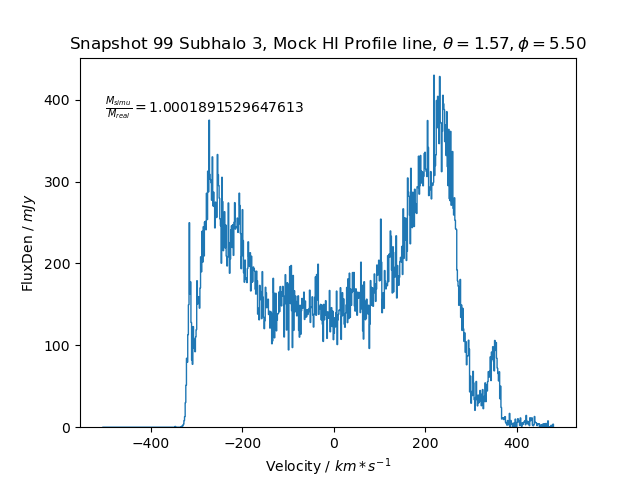 Snapshot 99 Subhalo 3, Mock HI Profile line, θ = 1.57, ϕ = 5.50
M_simu/M_real = 1.0001891529647613
FluxDen / mJy
400
300
200
100
0
−400 −200 0 200 400
Velocity / km * s⁻¹